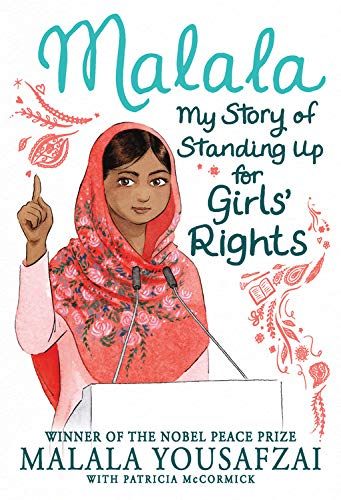 Malala
My Story of
Standing Up
for
Girls'
Rights
WINNER OF THE NOBEL PEACE PRIZE
MALALA YOUSAFZAI
WITH PATRICIA McCORMICK